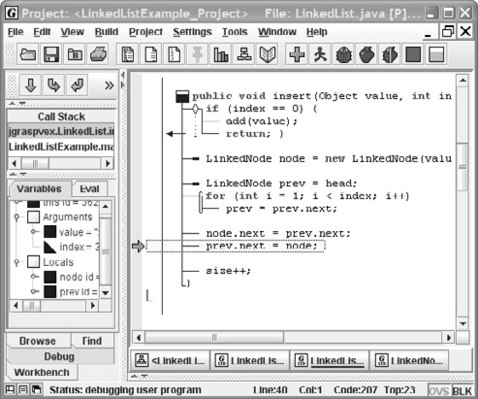 Project: <LinkedListExample_Project> File: LinkedList.java [P]...
File Edit View Build Project Settings Tools Window Help
Call Stack
jgraspvex.LinkedList.in
LinkedListExample.ma
Variables Eval
this id = 362
Arguments
value = "
index = 3
Locals
node id =
prev id =
Browse Find
Debug
Workbench
public void insert(Object value, int in
if (index == 0) {
add(value);
return; }
LinkedNode node = new LinkedNode(valu
LinkedNode prev = head;
for (int i = 1; i < index; i++)
prev = prev.next;
node.next = prev.next;
prev.next = node;
size++;
}
<LinkedLi... LinkedLis... LinkedLis... LinkedNo...
Status: debugging user program Line:40 Col:1 Code:207 Top:23 OVS BLK